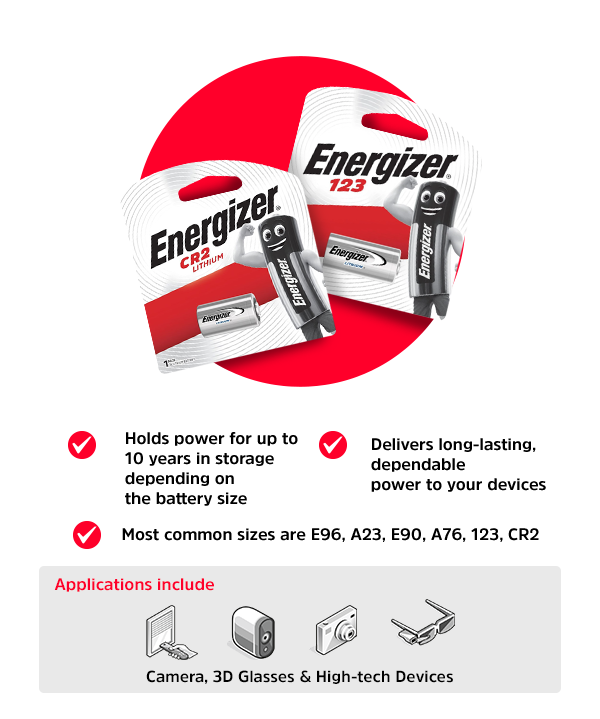 Energizer
123
Energizer
Energizer
Energizer
CR2
LITHIUM
Energizer
Energizer
1
Holds power for up to
10 years in storage
depending on
the battery size
Delivers long-lasting,
dependable
power to your devices
Most common sizes are E96, A23, E90, A76, 123, CR2
Applications include
Camera, 3D Glasses & High-tech Devices